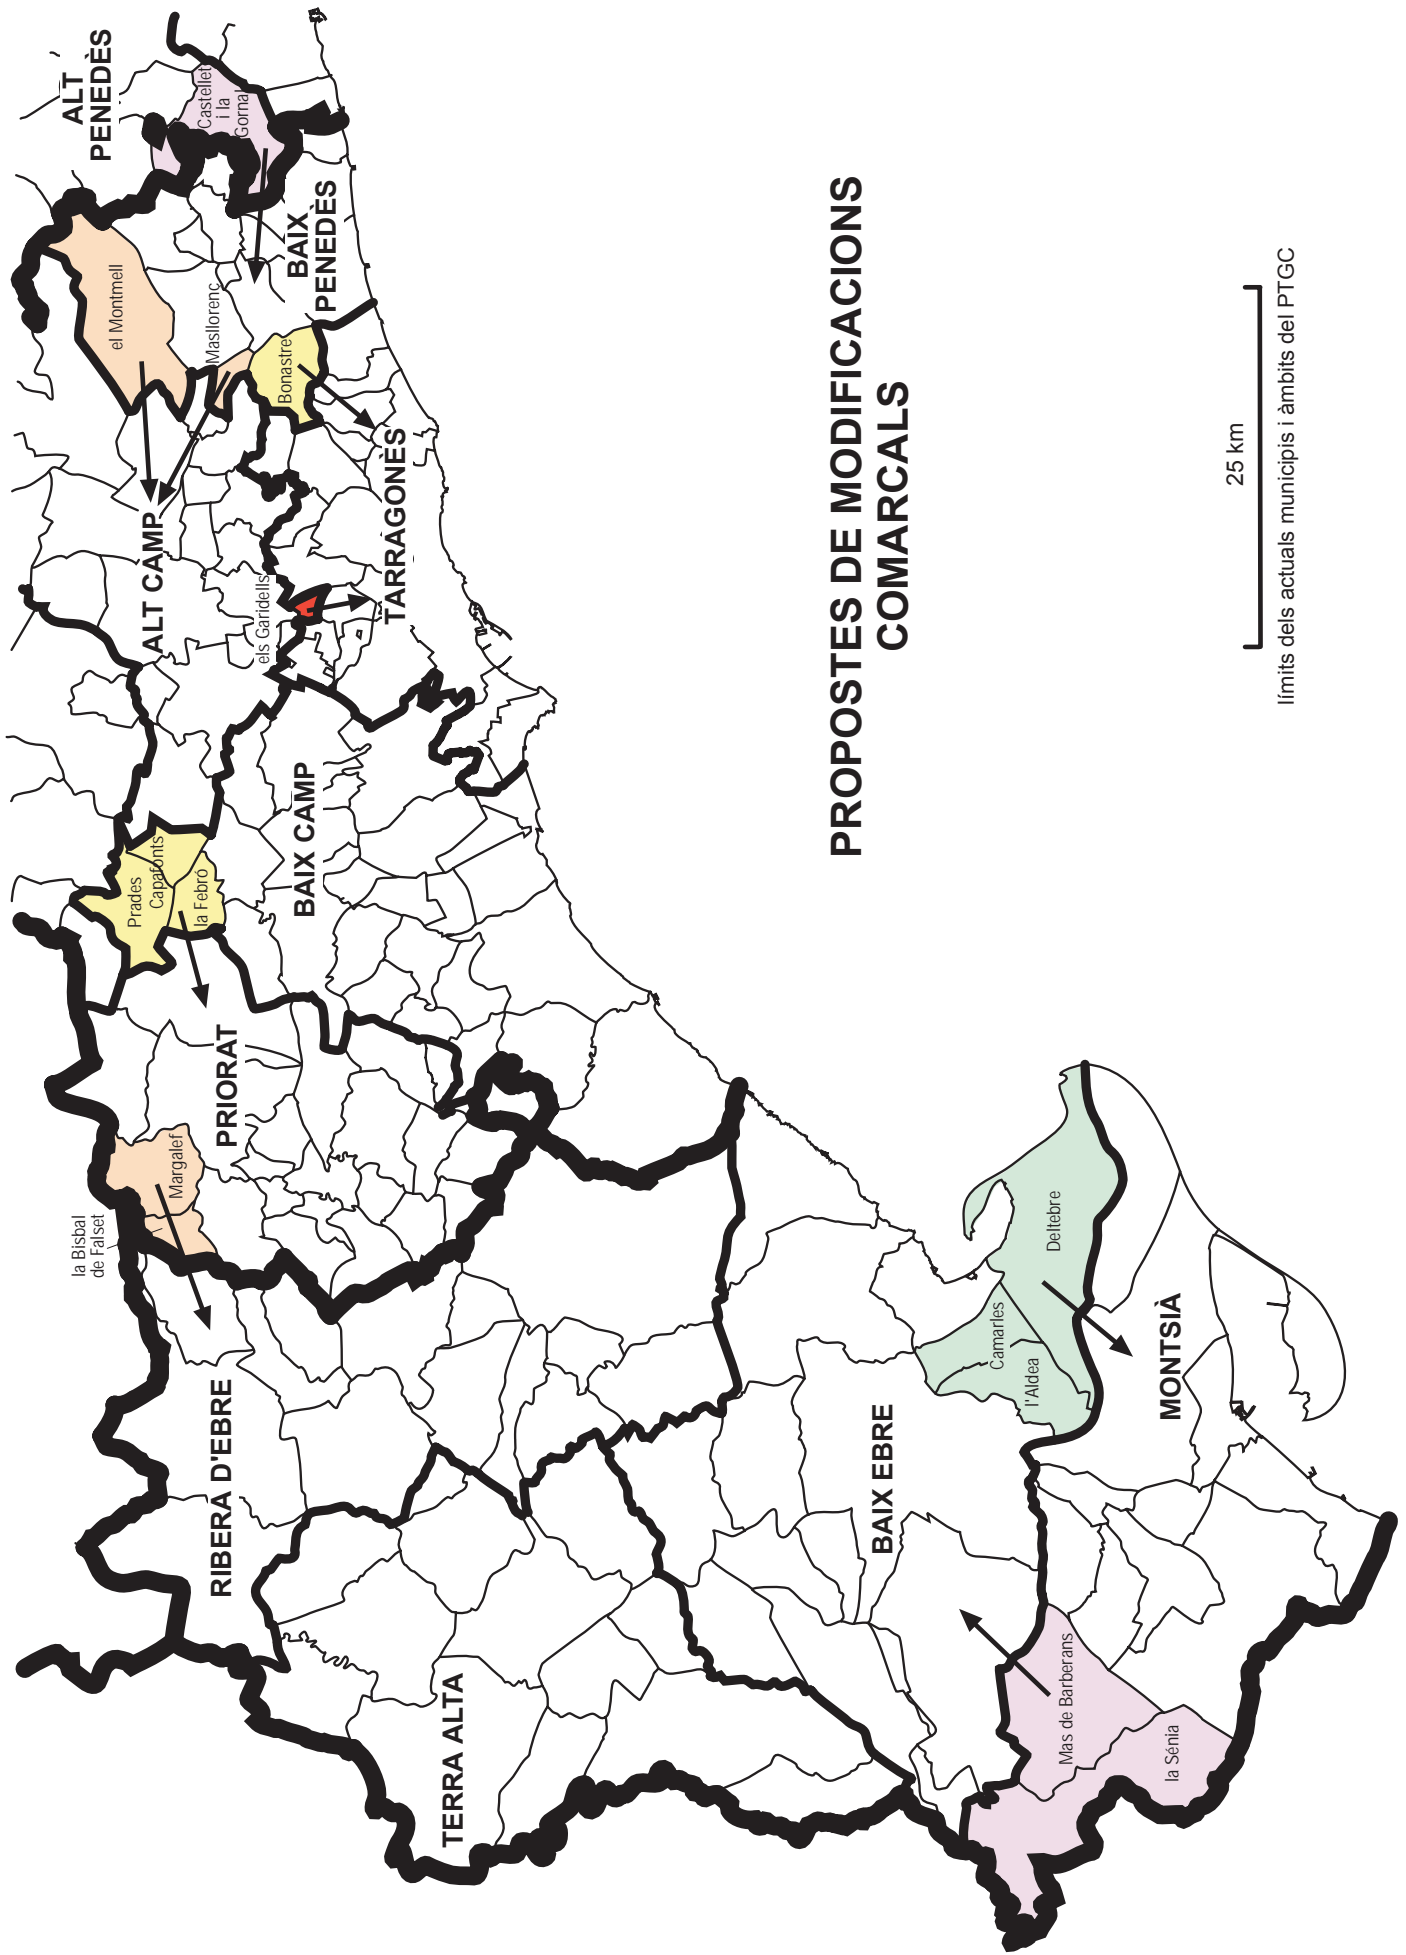 PROPOSTES DE MODIFICACIONS
COMARCALS
25 km
límits dels actuals municipis i àmbits del PTGC
ALT
PENEDÈS
Castellet
i la
Gornal
BAIX
PENEDÈS
el Montmell
Masllorenç
Bonastre
ALT CAMP
TARRAGONÈS
els Garidells
BAIX CAMP
Prades
Capafonts
la Febró
PRIORAT
Margalef
la Bisbal
de Falset
RIBERA D'EBRE
TERRA ALTA
BAIX EBRE
Camarles
l'Aldea
Deltebre
MONTSIÀ
Mas de Barberans
la Sénia